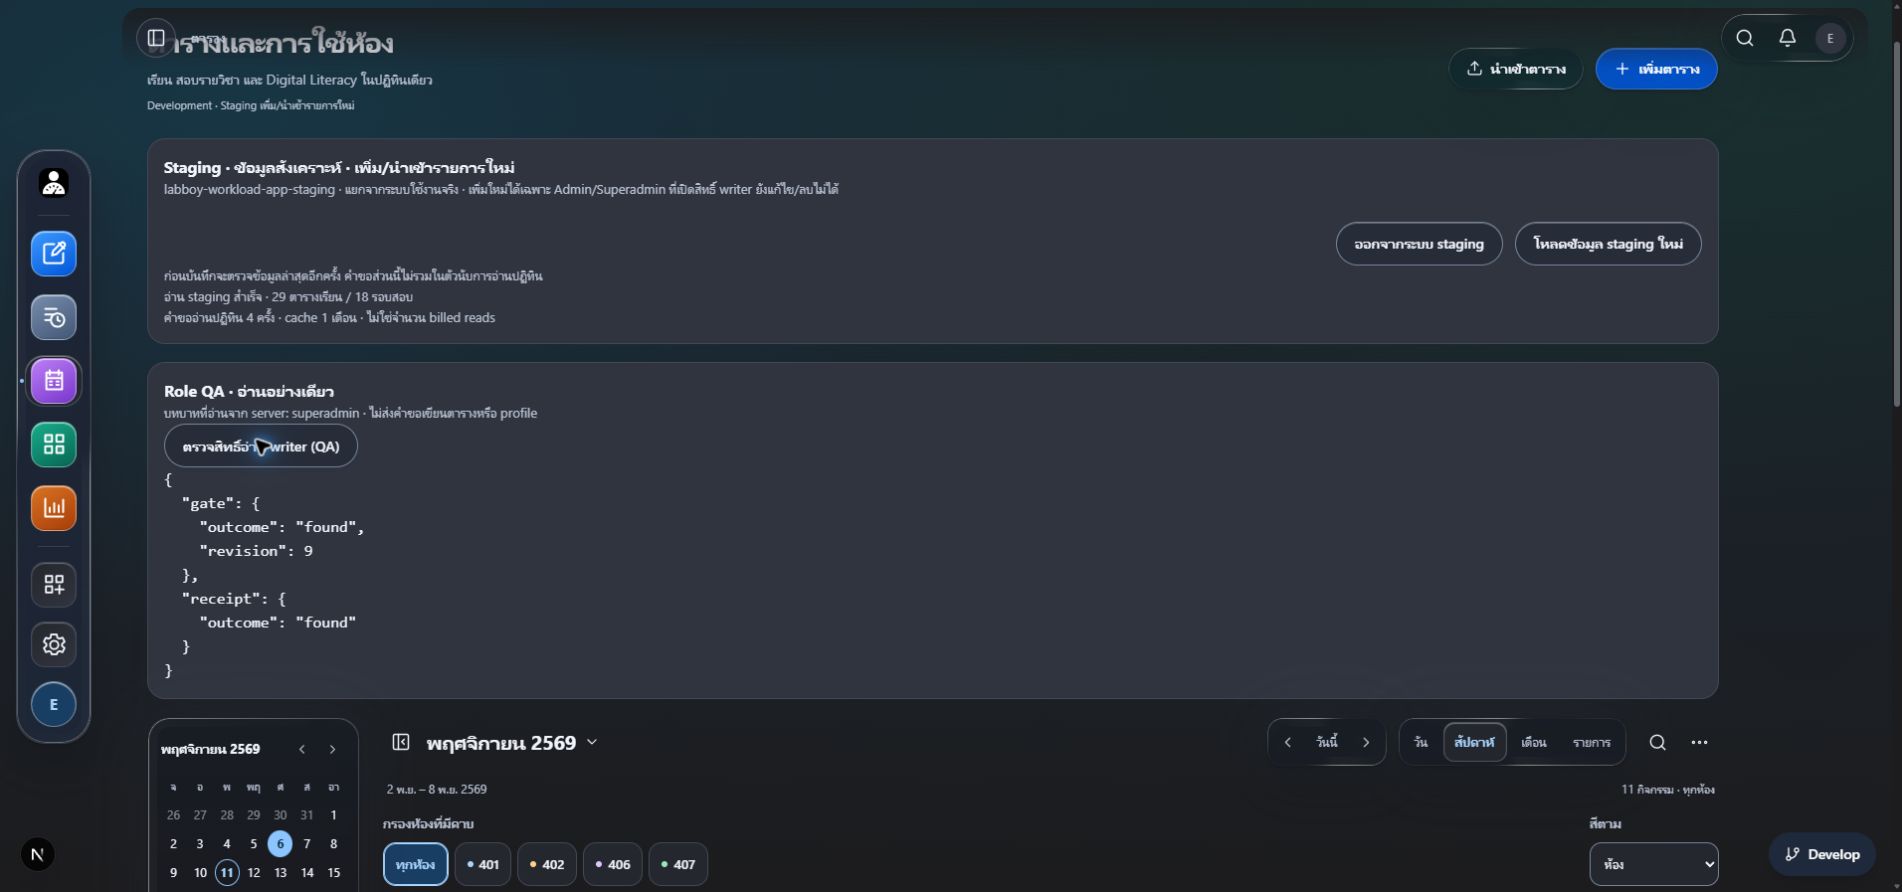 ตารางและการใช้ห้อง
เรียน สอบรายวิชา และ Digital Literacy ในปฏิทินเดียว
Development · Staging เพิ่ม/นำเข้ารายการใหม่
นำเข้าตาราง
+ เพิ่มตาราง
E
Staging · ข้อมูลสังเคราะห์ · เพิ่ม/นำเข้ารายการใหม่
labboy-workload-app-staging · แยกจากระบบใช้งานจริง · เพิ่มใหม่ได้เฉพาะ Admin/Superadmin ที่เปิดสิทธิ์ writer ยังแก้ไข/ลบไม่ได้
ออกจากระบบ staging
โหลดข้อมูล staging ใหม่
ก่อนบันทึกจะตรวจข้อมูลล่าสุดอีกครั้ง คำขอส่วนนี้ไม่รวมในตัวนับการอ่านปฏิทิน
อ่าน staging สำเร็จ · 29 ตารางเรียน / 18 รอบสอบ
คำขออ่านปฏิทิน 4 ครั้ง · cache 1 เดือน · ไม่ใช่จำนวน billed reads
Role QA · อ่านอย่างเดียว
บทบาทที่อ่านจาก server: superadmin · ไม่ส่งคำขอเขียนตารางหรือ profile
ตรวจสิทธิ์อ่าน writer (QA)
{
"gate": {
"outcome": "found",
"revision": 9
},
"receipt": {
"outcome": "found"
}
}
E
พฤศจิกายน 2569
จ อ พ พฤ ศ ส อา
26 27 28 29 30 31 1
2 3 4 5 6 7 8
9 10 11 12 13 14 15
พฤศจิกายน 2569
วันนี้
วัน สัปดาห์ เดือน รายการ
2 พ.ย. – 8 พ.ย. 2569
11 กิจกรรม · ทุกห้อง
กรองห้องที่มีคาบ
สีตาม
ทุกห้อง 401 402 406 407
ห้อง
N
Develop